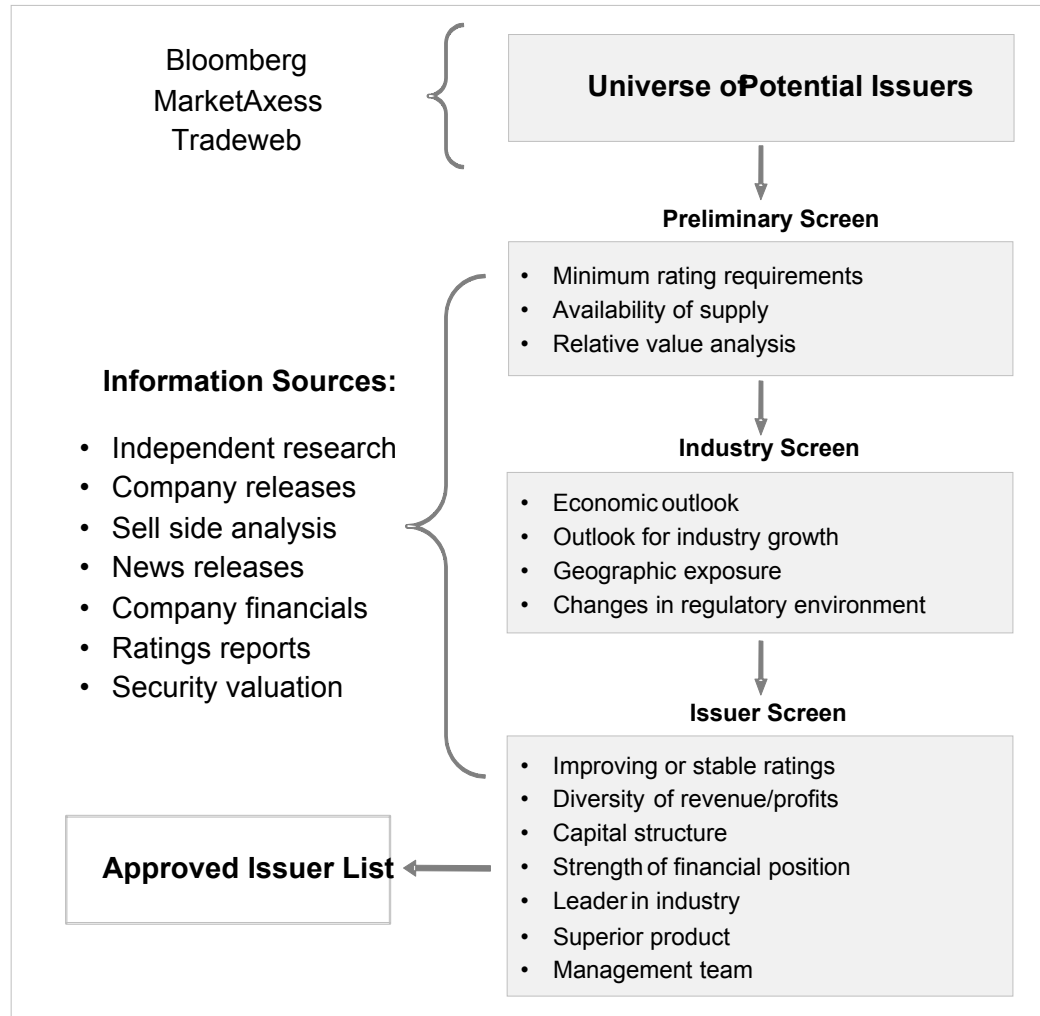 Bloomberg
MarketAxess
Tradeweb
Universe of Potential Issuers
Preliminary Screen
• Minimum rating requirements
• Availability of supply
• Relative value analysis
Information Sources:
• Independent research
• Company releases
• Sell side analysis
• News releases
• Company financials
• Ratings reports
• Security valuation
Industry Screen
• Economic outlook
• Outlook for industry growth
• Geographic exposure
• Changes in regulatory environment
Issuer Screen
• Improving or stable ratings
• Diversity of revenue/profits
• Capital structure
• Strength of financial position
• Leader in industry
• Superior product
• Management team
Approved Issuer List